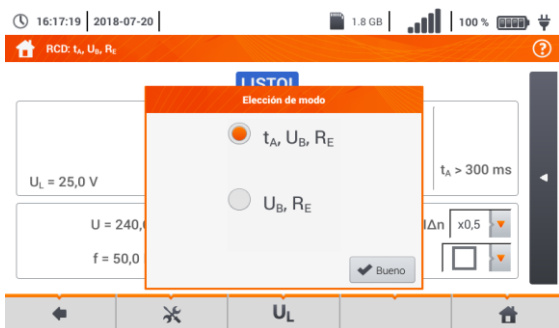 16:17:19 2018-07-20 1.8 GB 100 %
RCD: tA, UB, RE
¡LISTO!
Elección de modo
tA, UB, RE
UB, RE
Bueno
UL = 25,0 V
tA > 300 ms
U = 240,
f = 50,0
IΔn x0,5
UL